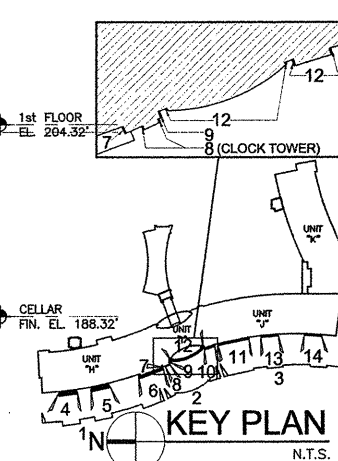 12
12
1st FLOOR
EL. 204.32'
7
9
8 (CLOCK TOWER)
UNIT
"K"
CELLAR
FIN. EL. 188.32'
UNIT
"J"
UNIT
UNIT
"H"
12
7
9
10
11
13
14
4
5
6
8
2
3
1
N
KEY PLAN
N.T.S.